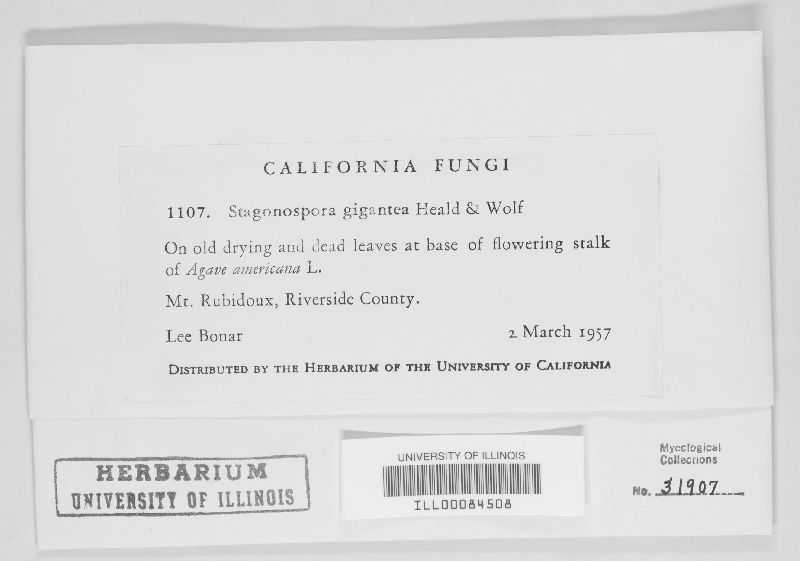 CALIFORNIA FUNGI
1107. Stagonospora gigantea Heald & Wolf
On old drying and dead leaves at base of flowering stalk
of Agave americana L.
Mt. Rubidoux, Riverside County.
Lee Bonar 2 March 1957
DISTRIBUTED BY THE HERBARIUM OF THE UNIVERSITY OF CALIFORNIA
HERBARIUM
UNIVERSITY OF ILLINOIS
UNIVERSITY OF ILLINOIS
ILL00084508
Mycological
Collections
No. 31907